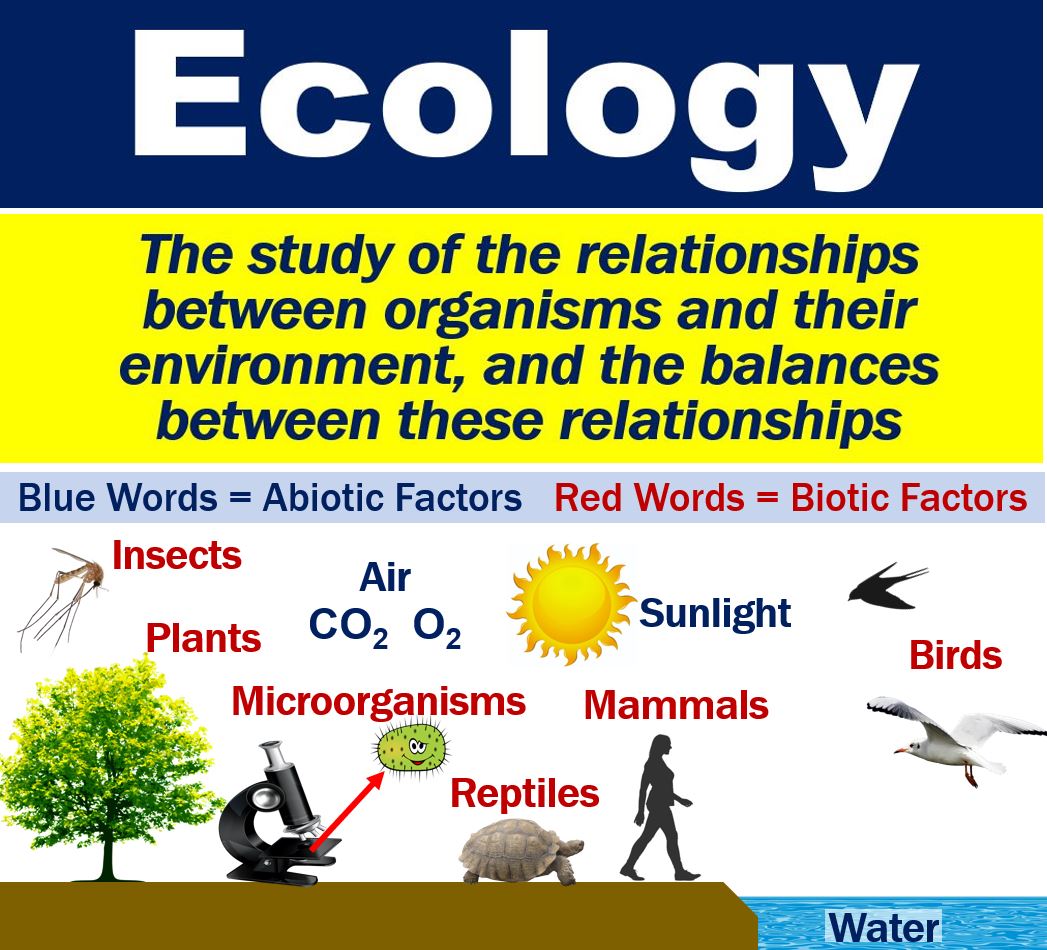 Ecology
The study of the relationships
between organisms and their
environment, and the balances
between these relationships
Blue Words = Abiotic Factors Red Words = Biotic Factors
Insects
Air
CO₂ O₂
Sunlight
Plants
Birds
Microorganisms
Mammals
Reptiles
Water